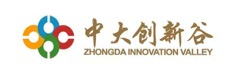 中大创新谷
ZHONGDA INNOVATION VALLEY